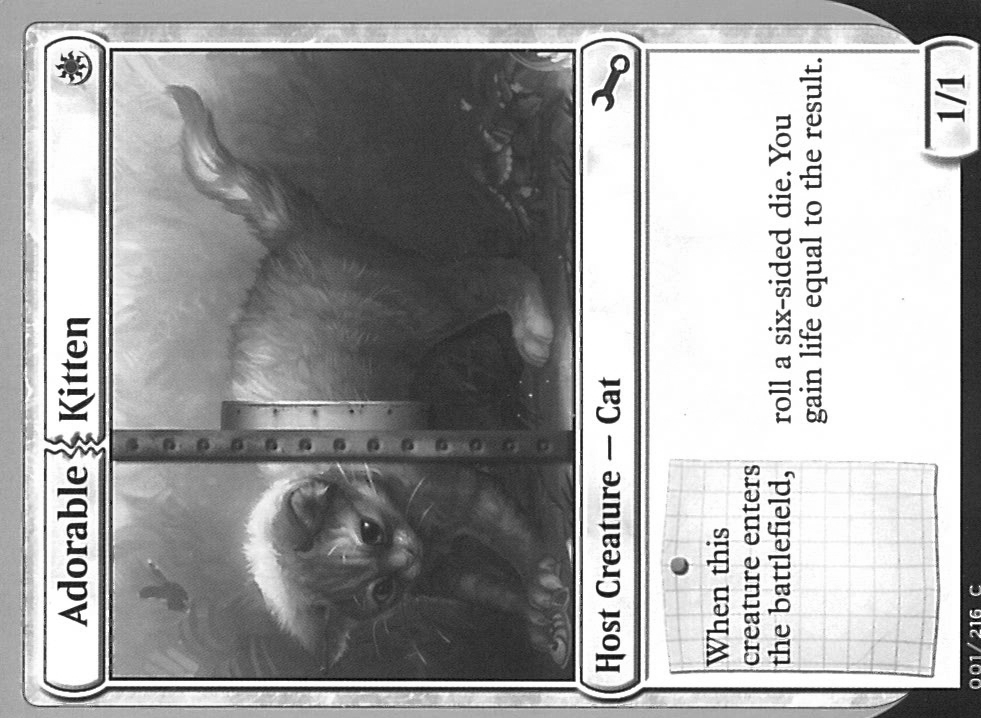 Adorable Kitten
Host Creature — Cat
When this
creature enters
the battlefield,
roll a six-sided die. You
gain life equal to the result.
1/1
001/216 C